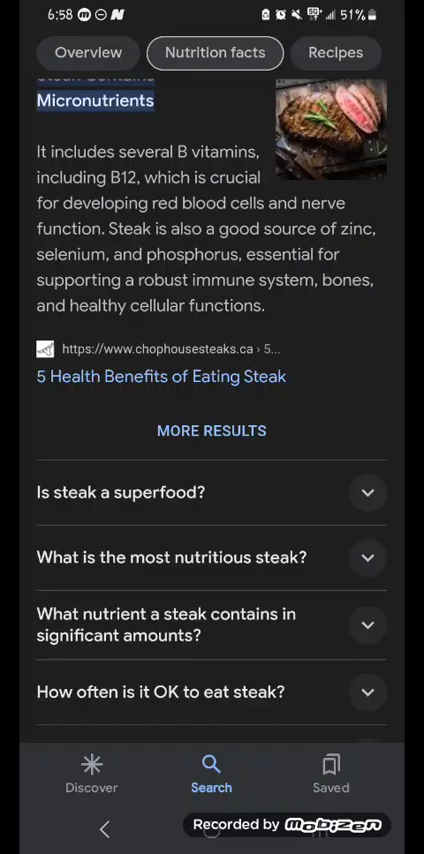 6:58
5G
51%
Overview
Nutrition facts
Recipes
Steak Contains
Micronutrients
It includes several B vitamins,
including B12, which is crucial
for developing red blood cells and nerve
function. Steak is also a good source of zinc,
selenium, and phosphorus, essential for
supporting a robust immune system, bones,
and healthy cellular functions.
https://www.chophousesteaks.ca › 5...
5 Health Benefits of Eating Steak
MORE RESULTS
Is steak a superfood?
What is the most nutritious steak?
What nutrient a steak contains in
significant amounts?
How often is it OK to eat steak?
Discover
Search
Saved
Recorded by mobizen